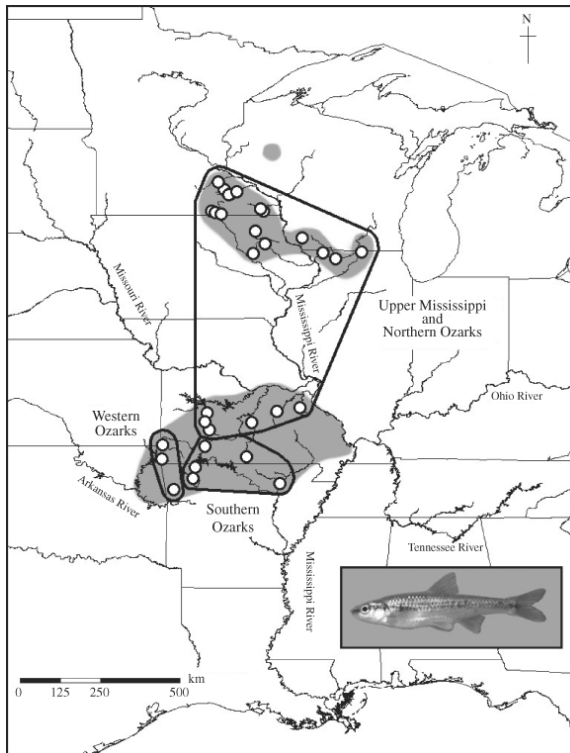 N
Missouri River
Mississippi River
Upper Mississippi
and
Northern Ozarks
Ohio River
Western
Ozarks
Arkansas River
Southern
Ozarks
Tennessee River
Mississippi River
km
0 125 250 500